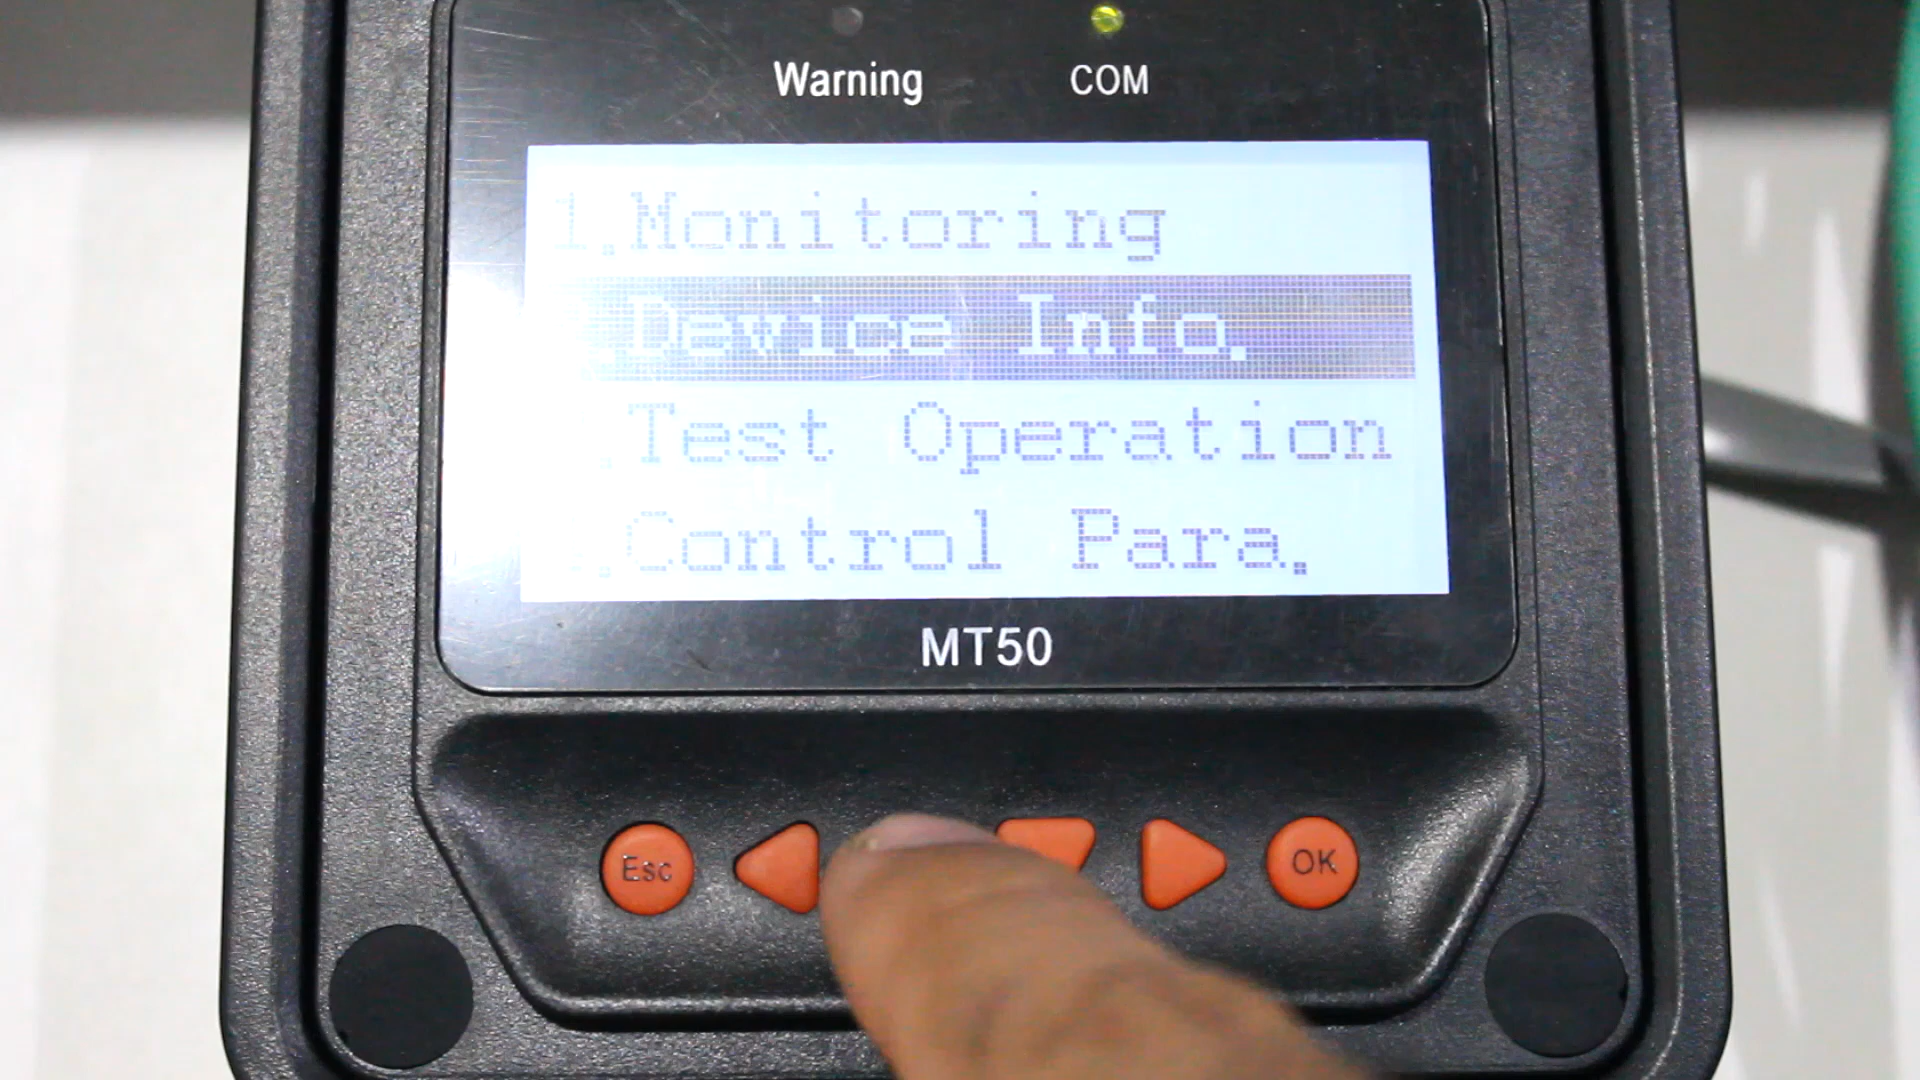 Warning
COM
1.Monitoring
.Device Info.
.Test Operation
.Control Para.
MT50
Esc
OK